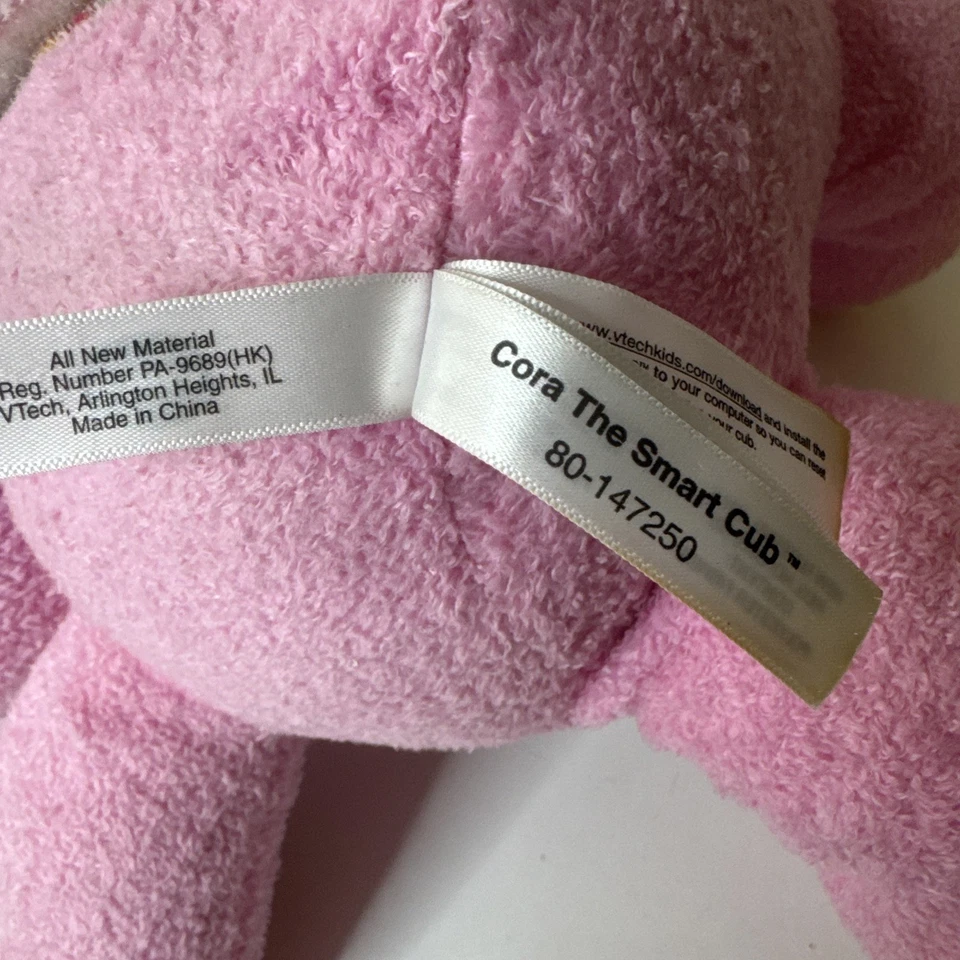 All New Material
Reg. Number PA-9689(HK)
VTech, Arlington Heights, IL
Made in China
www.vtechkids.com/download and install the
™ to your computer so you can reset
your cub.
Cora The Smart Cub™
80-147250